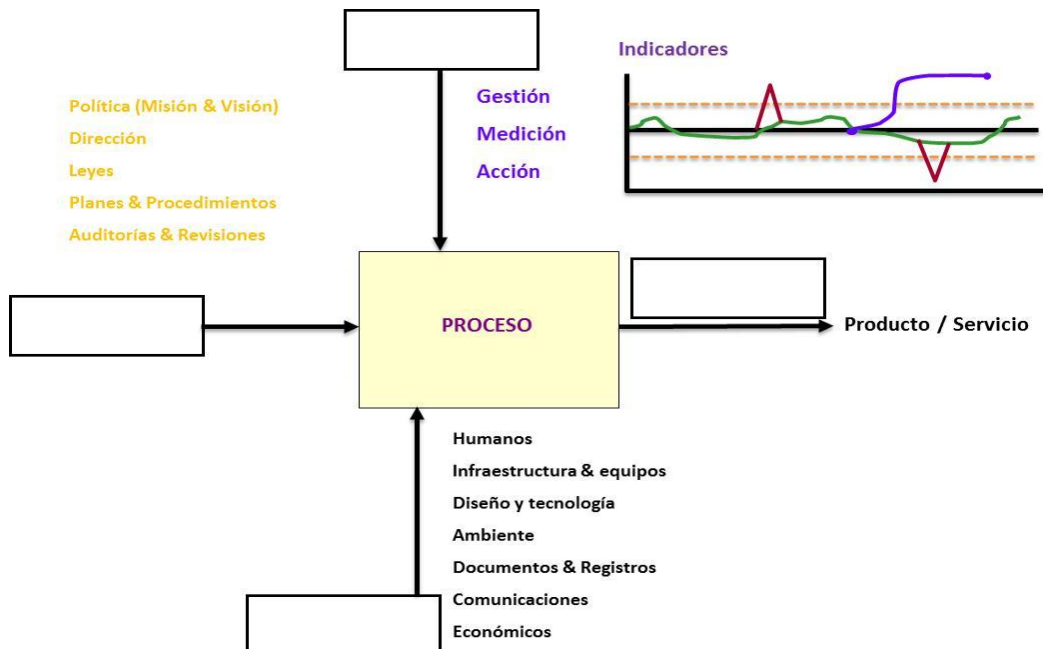 Indicadores
Gestión
Medición
Acción
Política (Misión & Visión)
Dirección
Leyes
Planes & Procedimientos
Auditorías & Revisiones
PROCESO
Producto / Servicio
Humanos
Infraestructura & equipos
Diseño y tecnología
Ambiente
Documentos & Registros
Comunicaciones
Económicos